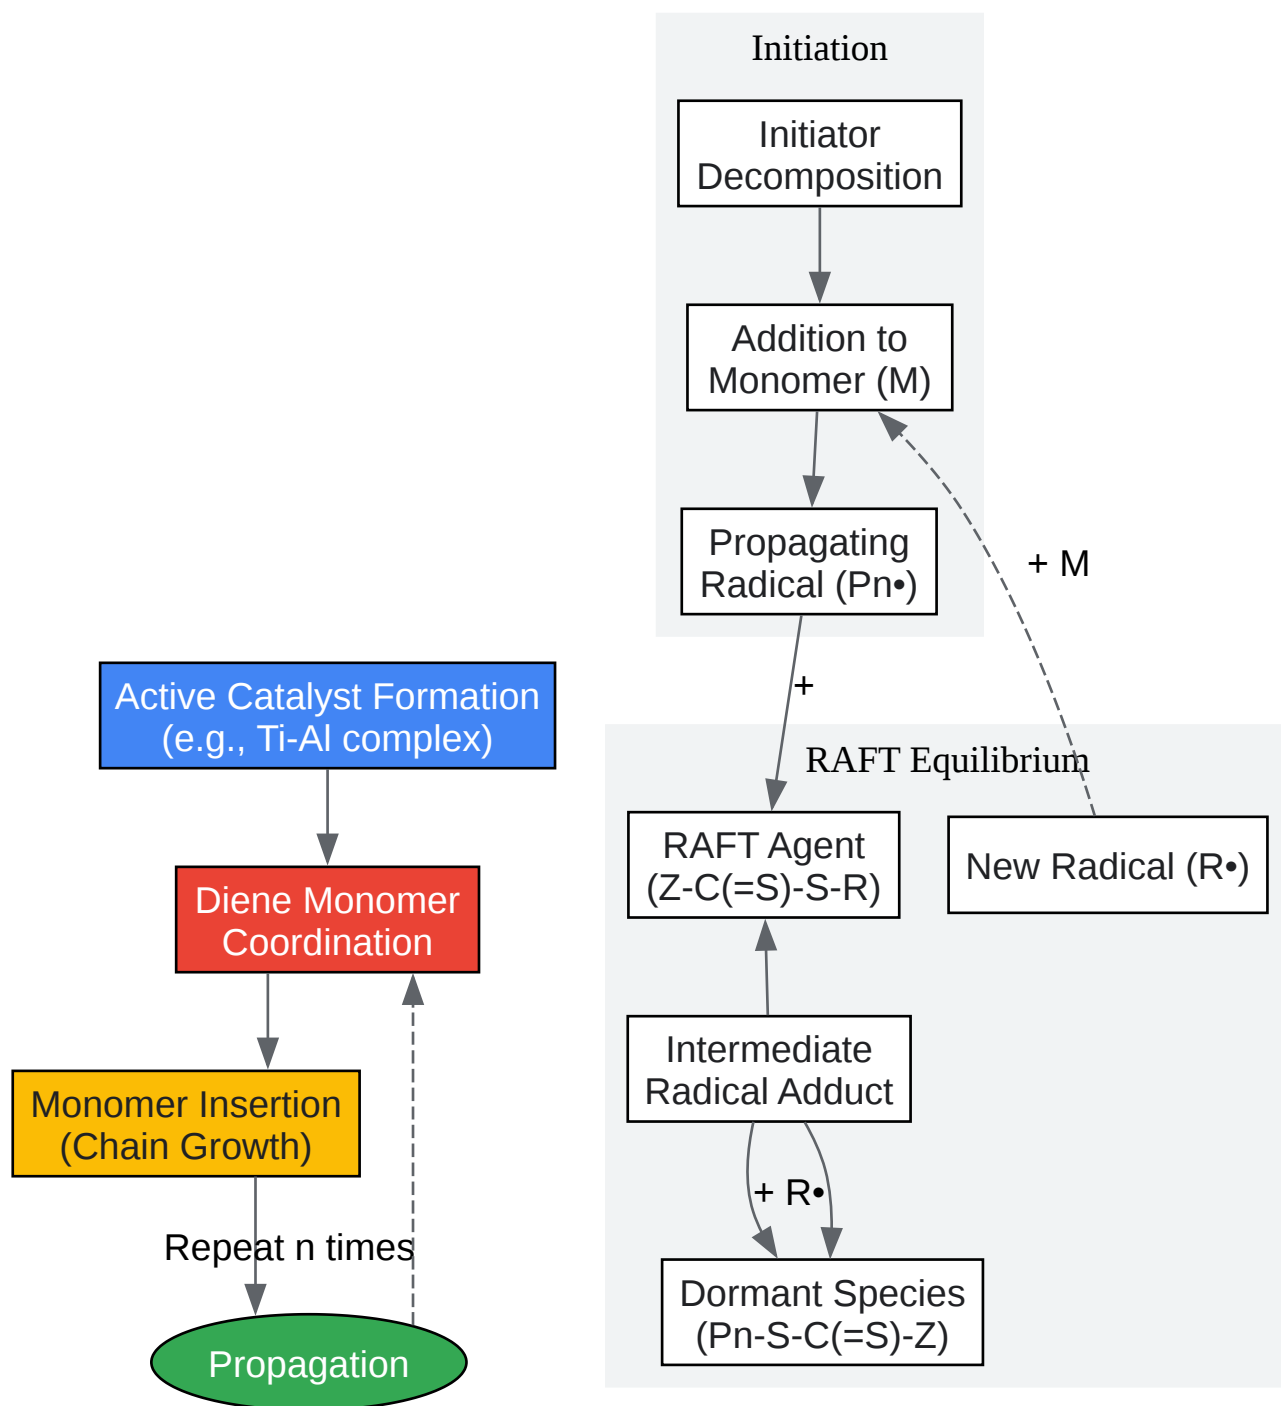 Initiation
Initiator
Decomposition
Addition to
Monomer (M)
Propagating
Radical (Pn•)
+ M
+
RAFT Equilibrium
RAFT Agent
(Z-C(=S)-S-R)
New Radical (R•)
Intermediate
Radical Adduct
+ R•
Dormant Species
(Pn-S-C(=S)-Z)
Active Catalyst Formation
(e.g., Ti-Al complex)
Diene Monomer
Coordination
Monomer Insertion
(Chain Growth)
Repeat n times
Propagation